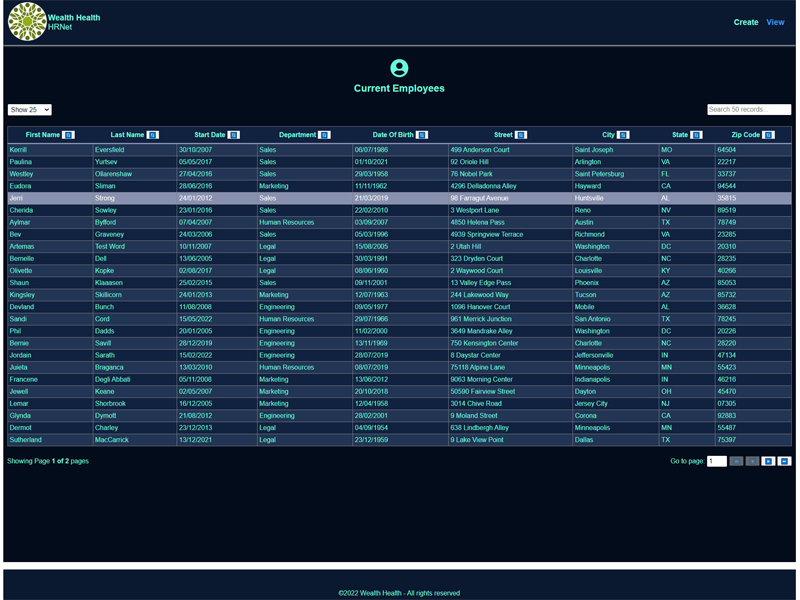 Wealth Health
HRNet
Create View
Current Employees
Show 25
Search 50 records...
First Name Last Name Start Date Department Date Of Birth Street City State Zip Code
Kerrill Eversfield 30/10/2007 Sales 06/07/1986 499 Anderson Court Saint Joseph MO 64504
Paulina Yurtsev 05/05/2017 Sales 01/10/2021 92 Oriole Hill Arlington VA 22217
Westley Ollarenshaw 27/04/2016 Sales 29/03/1958 76 Nobel Park Saint Petersburg FL 33737
Eudora Sliman 28/06/2016 Marketing 11/11/1962 4296 Delladonna Alley Hayward CA 94544
Jerri Strong 24/01/2012 Sales 21/03/2019 98 Farragut Avenue Huntsville AL 35815
Cherida Sowley 23/01/2016 Sales 22/02/2010 3 Westport Lane Reno NV 89519
Aylmar Bylford 07/04/2007 Human Resources 03/09/2007 4850 Helena Pass Austin TX 78749
Bev Graveney 24/03/2006 Sales 05/03/1996 4939 Springview Terrace Richmond VA 23285
Artemas Test Word 10/11/2007 Legal 15/08/2005 2 Utah Hill Washington DC 20310
Bernelle Dell 13/06/2005 Legal 30/03/1991 323 Dryden Court Charlotte NC 28235
Olivette Kopke 02/08/2017 Legal 08/06/1960 2 Waywood Court Louisville KY 40266
Shaun Klaasen 25/02/2015 Sales 09/11/2001 13 Valley Edge Pass Phoenix AZ 85053
Kingsley Skillicorn 24/01/2013 Marketing 12/07/1963 244 Lakewood Way Tucson AZ 85732
Devland Bunch 11/08/2008 Engineering 09/05/1977 1096 Hanover Court Mobile AL 36628
Sandi Cord 15/05/2022 Human Resources 29/07/1966 961 Merrick Junction San Antonio TX 78245
Phil Dadds 20/01/2005 Engineering 11/02/2000 3649 Mandrake Alley Washington DC 20226
Bernie Savill 28/12/2019 Engineering 13/11/1969 750 Kensington Center Charlotte NC 28220
Jordain Sarath 15/02/2022 Engineering 28/07/2019 8 Daystar Center Jeffersonville IN 47134
Juieta Braganca 13/03/2010 Human Resources 08/07/2019 75118 Alpine Lane Minneapolis MN 55423
Francene Degli Abbati 05/11/2008 Marketing 13/06/2012 9063 Morning Center Indianapolis IN 46216
Jewell Keane 02/05/2007 Marketing 20/10/2018 50590 Fairview Street Dayton OH 45470
Lemar Shorbrook 16/12/2005 Marketing 12/04/1958 3014 Chive Road Jersey City NJ 07305
Glynda Dymott 21/08/2012 Engineering 28/02/2001 9 Moland Street Corona CA 92883
Dermot Charley 23/12/2013 Legal 04/09/1954 638 Lindbergh Alley Minneapolis MN 55487
Sutherland MacCarrick 13/12/2021 Legal 23/12/1959 9 Lake View Point Dallas TX 75397
Showing Page 1 of 2 pages
Go to page: 1
©2022 Wealth Health - All rights reserved